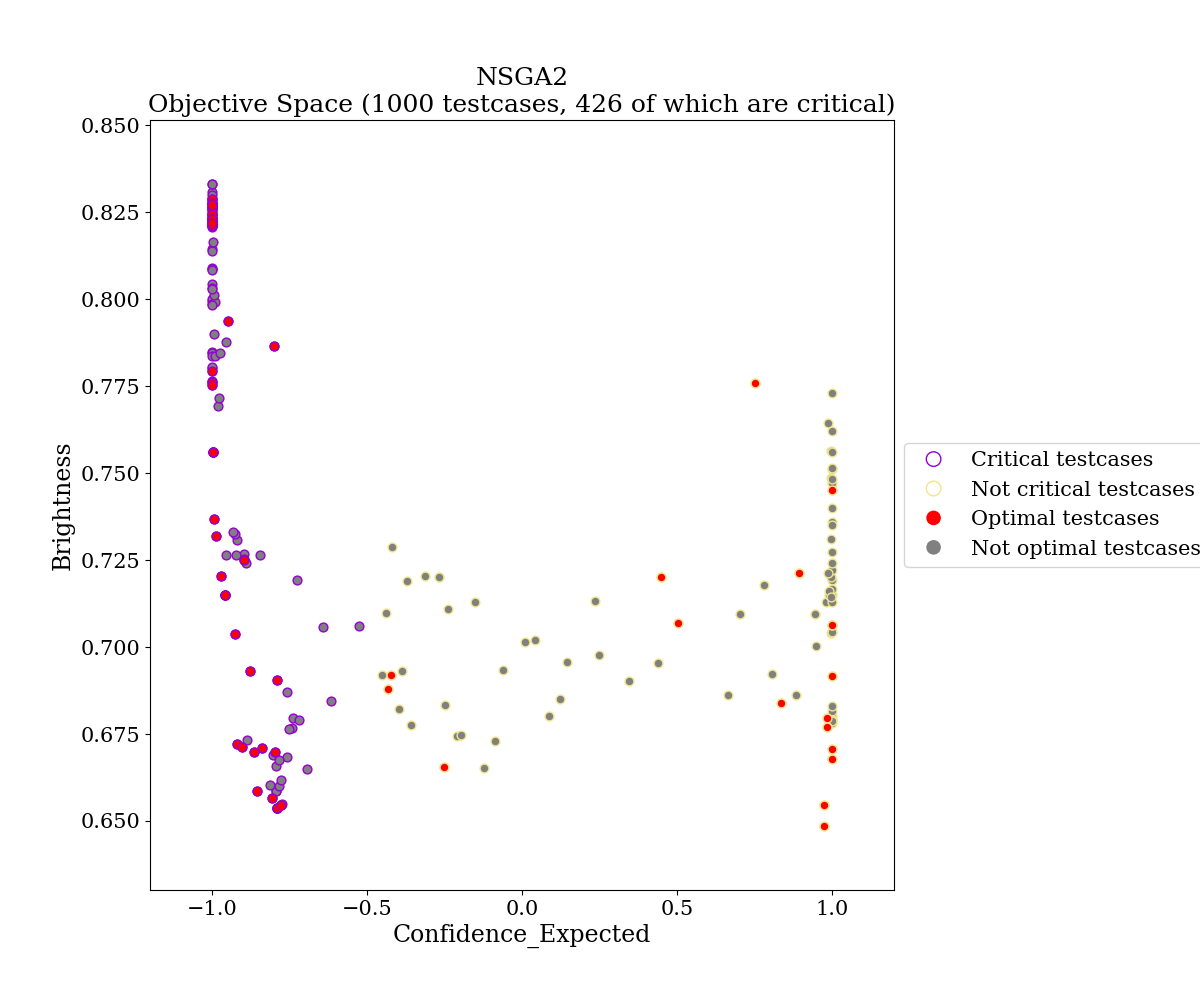 NSGA2
Objective Space (1000 testcases, 426 of which are critical)
0.850
0.825
0.800
0.775
0.750
0.725
0.700
0.675
0.650
Brightness
−1.0
−0.5
0.0
0.5
1.0
Confidence_Expected
Critical testcases
Not critical testcases
Optimal testcases
Not optimal testcases